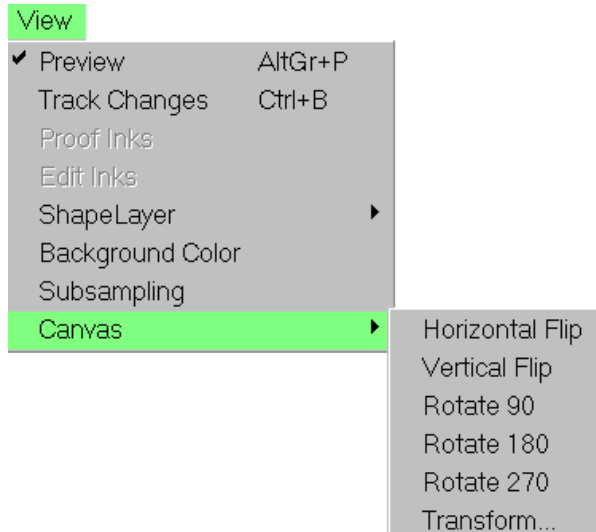 View
Preview AltGr+P
Track Changes Ctrl+B
Proof Inks
Edit Inks
ShapeLayer
Background Color
Subsampling
Canvas
Horizontal Flip
Vertical Flip
Rotate 90
Rotate 180
Rotate 270
Transform...